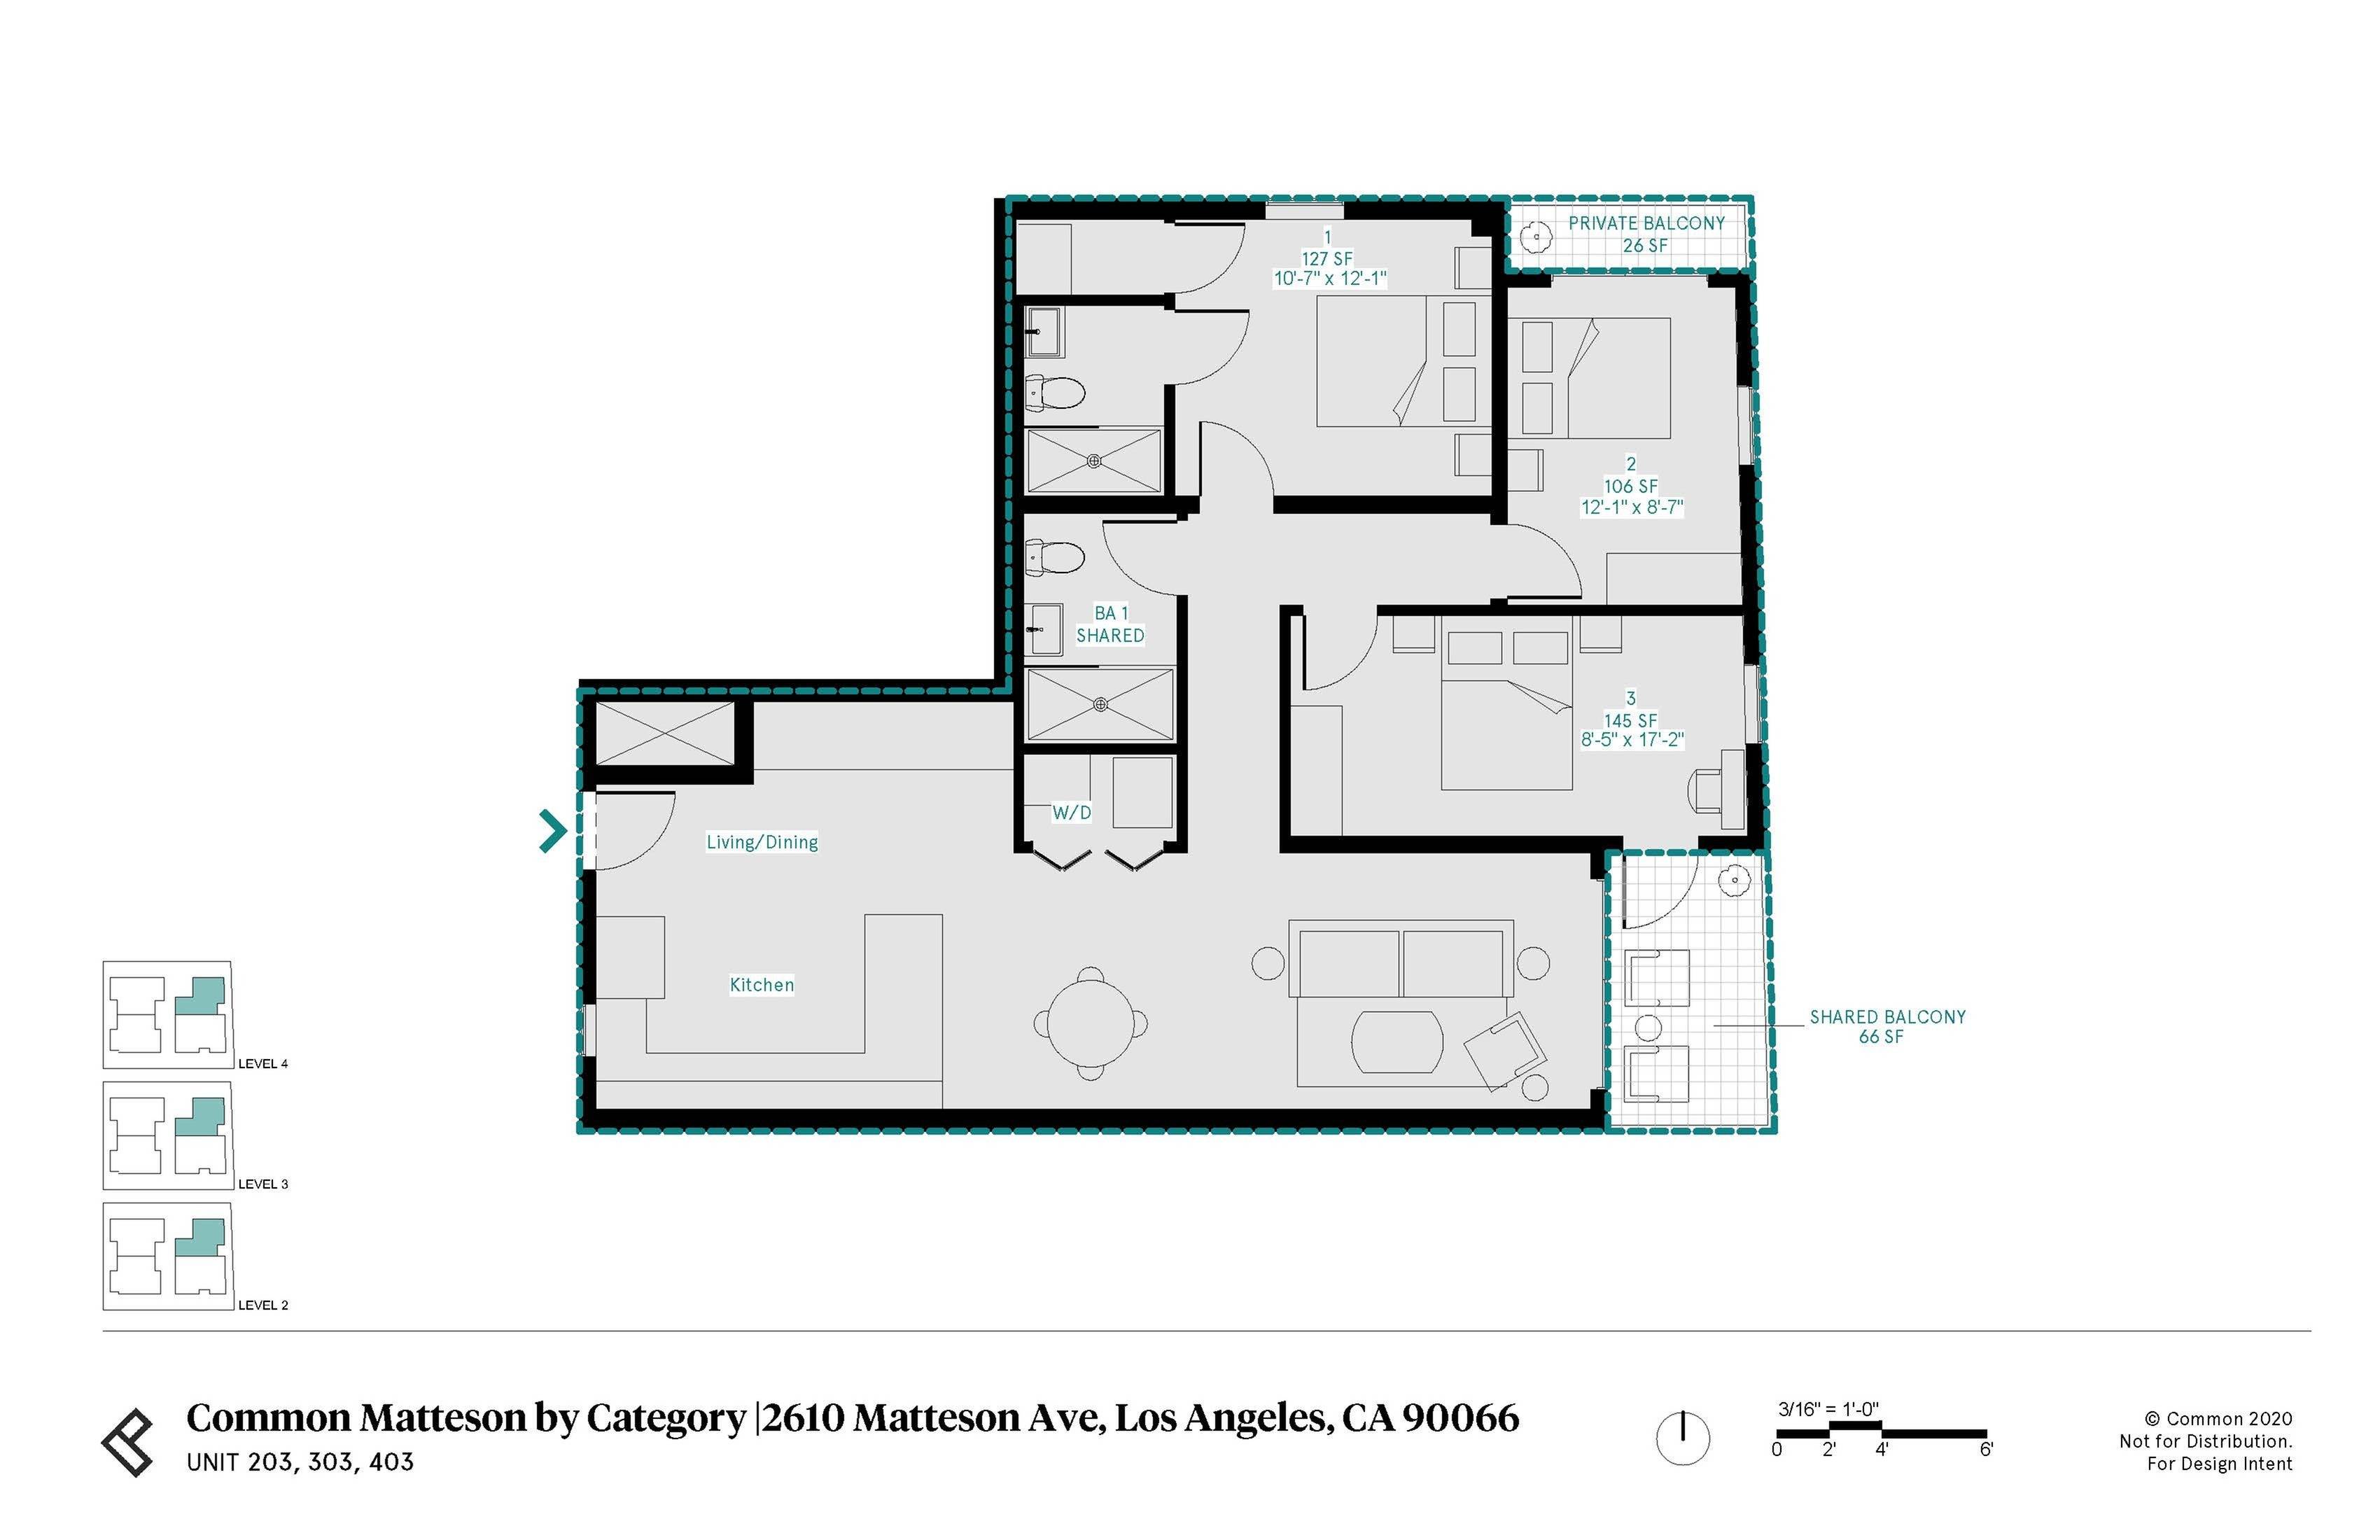 PRIVATE BALCONY
26 SF
1
127 SF
10'-7" x 12'-1"
2
106 SF
12'-1" x 8'-7"
BA 1
SHARED
3
145 SF
8'-5" x 17'-2"
W/D
Living/Dining
Kitchen
SHARED BALCONY
66 SF
LEVEL 4
LEVEL 3
LEVEL 2
Common Matteson by Category |2610 Matteson Ave, Los Angeles, CA 90066
UNIT 203, 303, 403
3/16" = 1'-0"
0 2' 4' 6'
© Common 2020
Not for Distribution.
For Design Intent